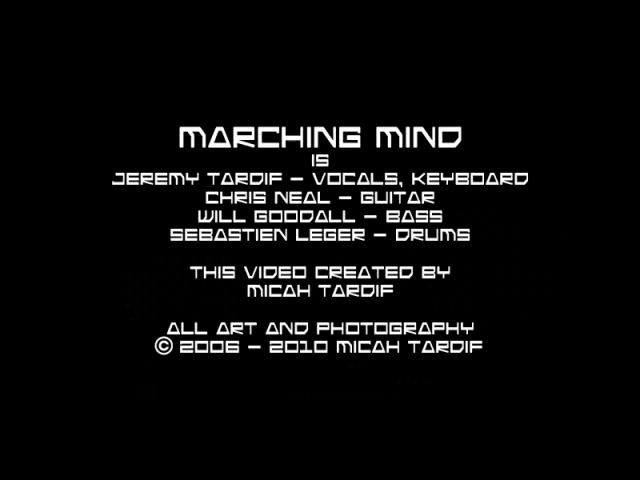 MARCHING MIND
IS
JEREMY TARDIF – VOCALS, KEYBOARD
CHRIS NEAL – GUITAR
WILL GOODALL – BASS
SEBASTIEN LEGER – DRUMS
THIS VIDEO CREATED BY
MICAH TARDIF
ALL ART AND PHOTOGRAPHY
© 2006 – 2010 MICAH TARDIF